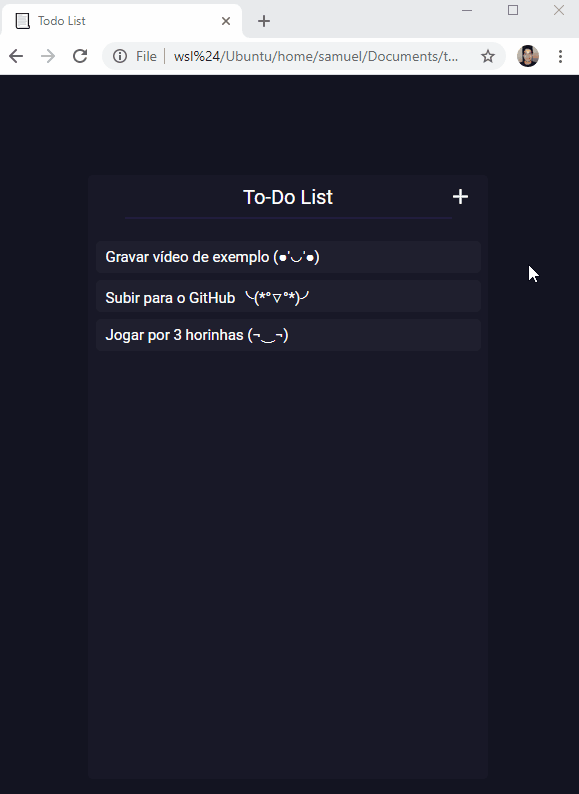 Todo List
File wsl%24/Ubuntu/home/samuel/Documents/t...
To-Do List
Gravar vídeo de exemplo (●'◡'●)
Subir para o GitHub ╰(*°▽°*)╯
Jogar por 3 horinhas (¬‿¬)